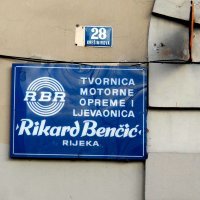 28
RBR
TVORNICA
MOTORNE
OPREME I
LJEVAONICA
›Rikard Benčić‹
RIJEKA